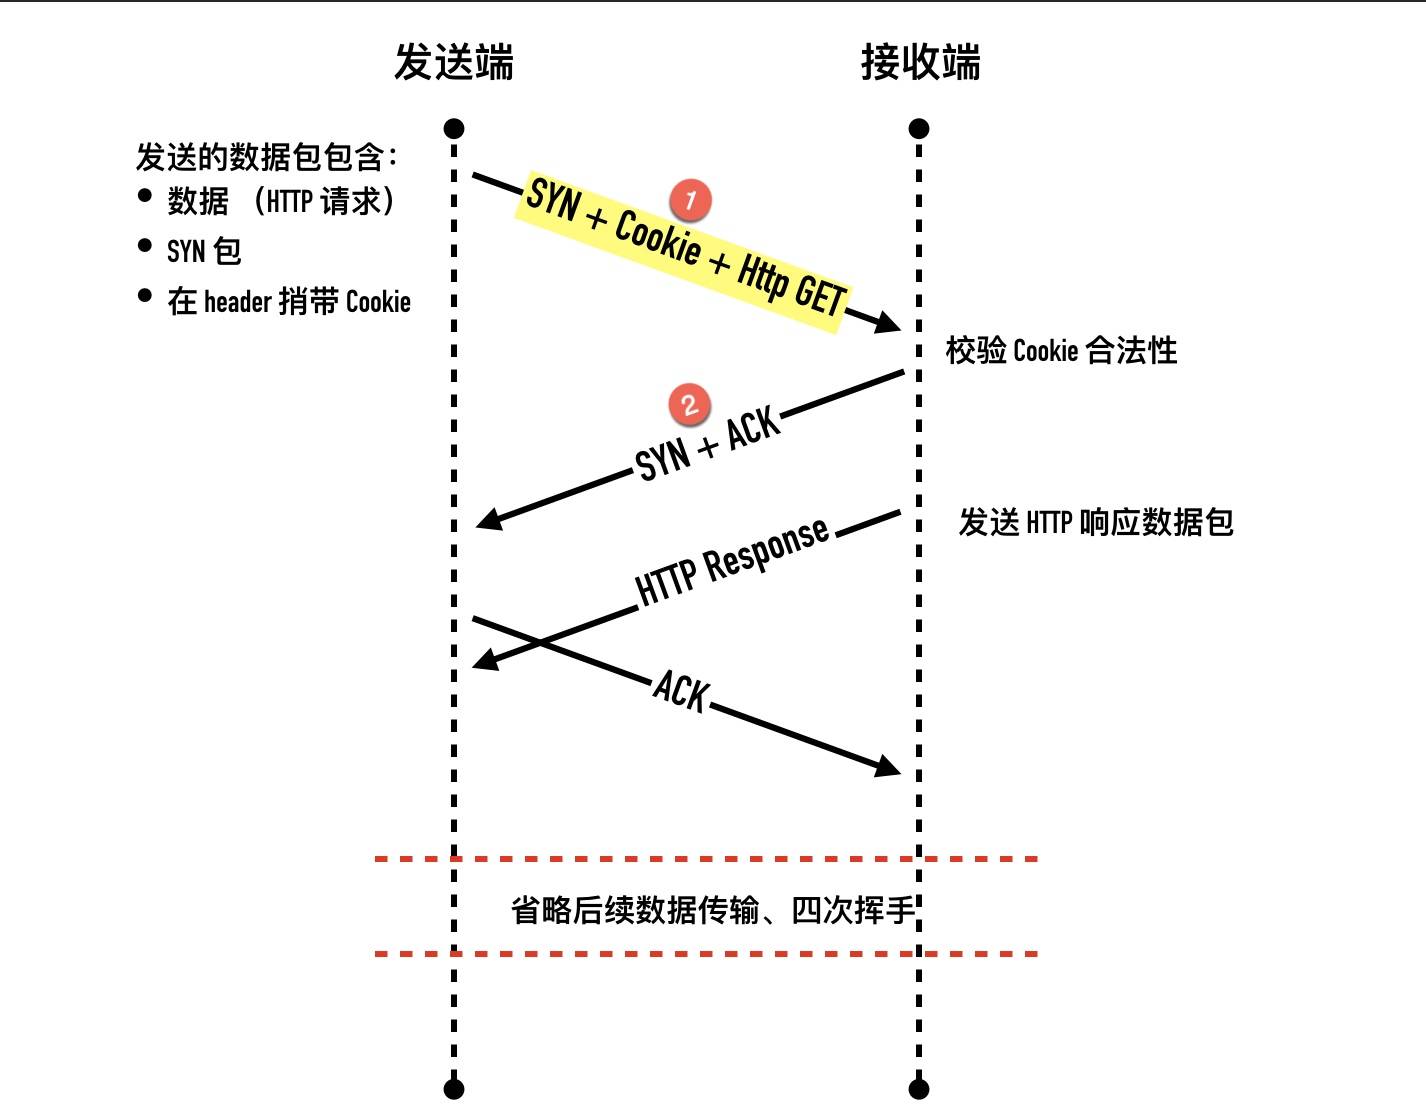 发送端
接收端
发送的数据包包含：
• 数据 （HTTP 请求）
• SYN 包
• 在 header 捎带 Cookie
1
SYN + Cookie + Http GET
校验 Cookie 合法性
2
SYN + ACK
发送 HTTP 响应数据包
HTTP Response
ACK
省略后续数据传输、四次挥手